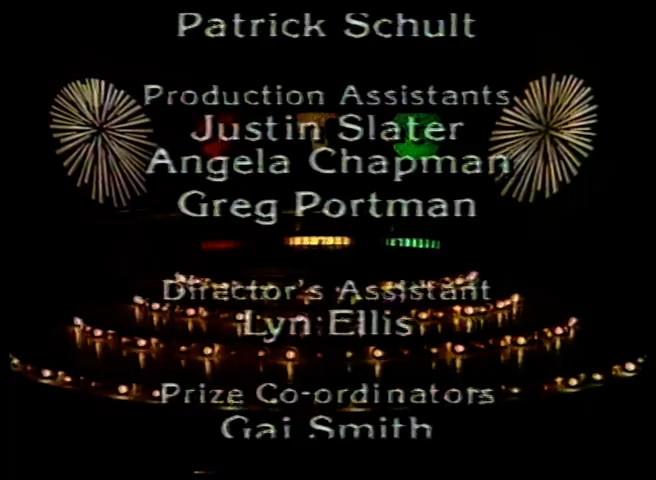 Patrick Schult
Production Assistants
Justin Slater
Angela Chapman
Greg Portman
Director's Assistant
Lyn Ellis
Prize Co-ordinators
Gai Smith